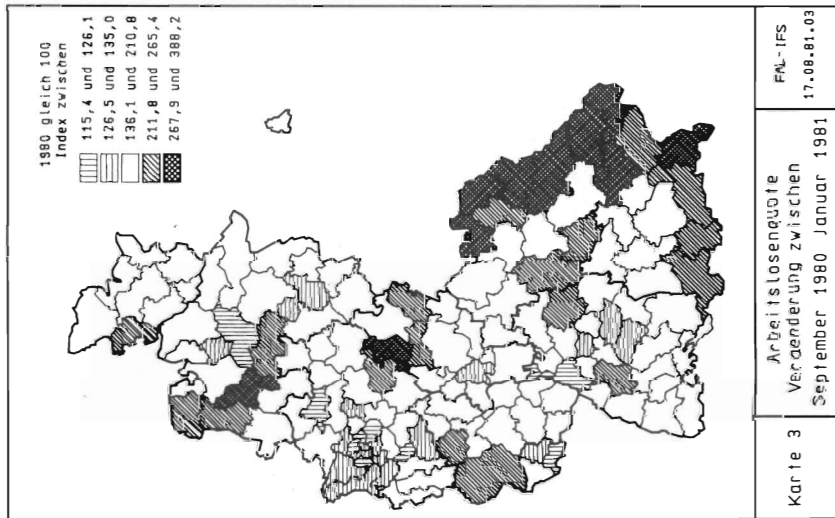 1980 gleich 100
Index zwischen
115,4 und 126,1
126,5 und 135,0
136,1 und 210,8
211,8 und 265,4
267,9 und 388,2
Karte 3
Arbeitslosenquote
Veraenderung zwischen
September 1980 Januar 1981
FAL-IFS
17.08.81.03